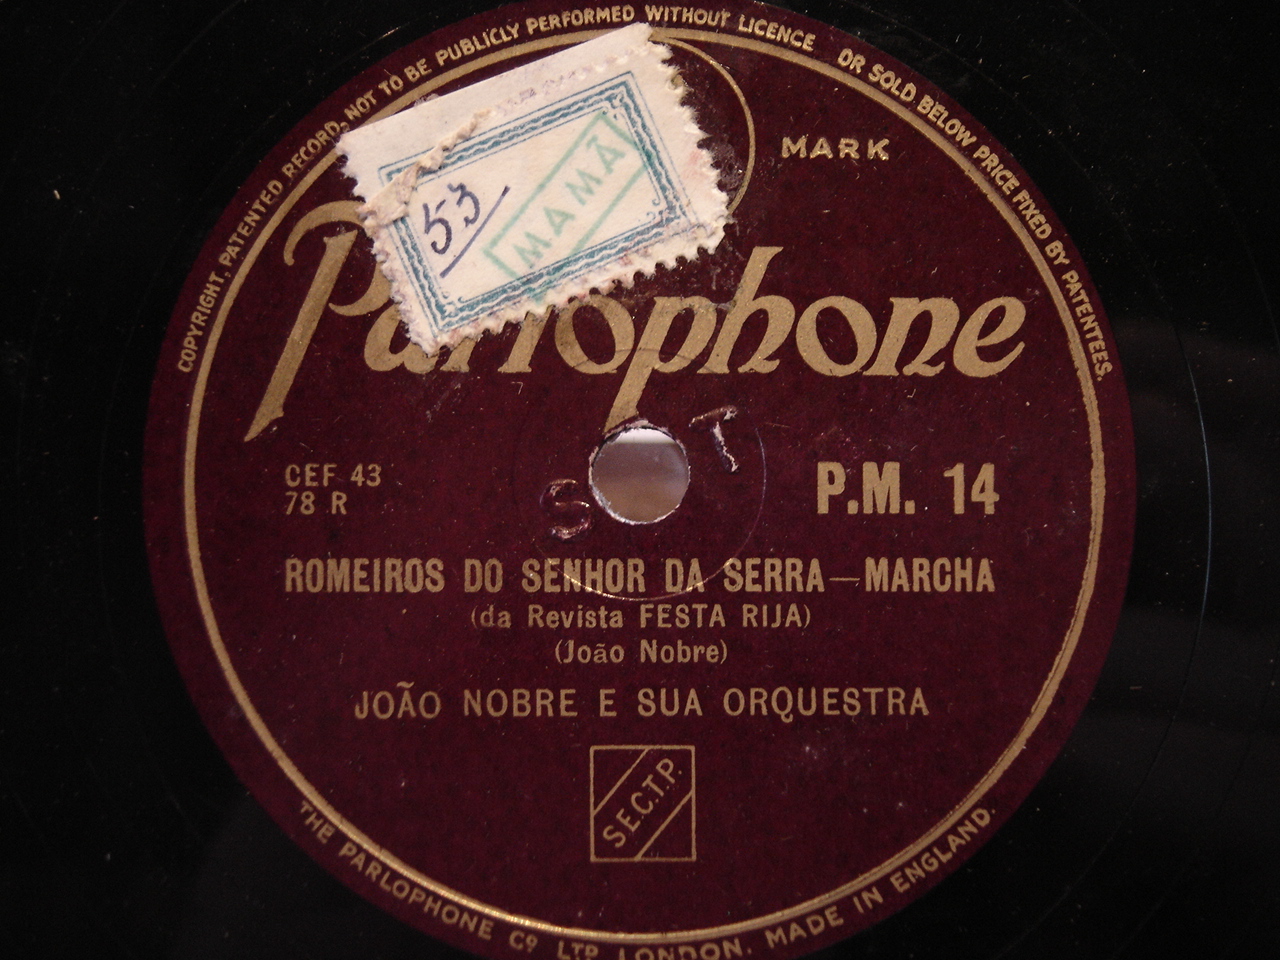 COPYRIGHT, PATENTED RECORD, NOT TO BE PUBLICLY PERFORMED WITHOUT LICENCE OR SOLD BELOW PRICE FIXED BY PATENTEES.
MARK
53
MAMÃ
Parlophone
S T
CEF 43
78 R
P.M. 14
ROMEIROS DO SENHOR DA SERRA—MARCHA
(da Revista FESTA RIJA)
(João Nobre)
JOÃO NOBRE E SUA ORQUESTRA
S.E.C.T.P.
THE PARLOPHONE Co LTD LONDON. MADE IN ENGLAND.